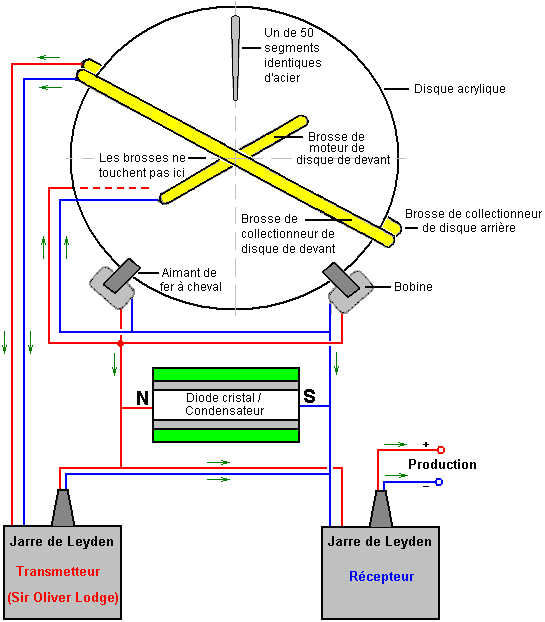 Un de 50
segments
identiques
d'acier
Disque acrylique
Brosse de
moteur de
disque de devant
Les brosses ne
touchent pas ici
Brosse de
collectionneur de
disque de devant
Brosse de collectionneur
de disque arrière
Aimant de
fer à cheval
Bobine
N
Diode cristal /
Condensateur
S
+
Production
–
Jarre de Leyden
Transmetteur
(Sir Oliver Lodge)
Jarre de Leyden
Récepteur